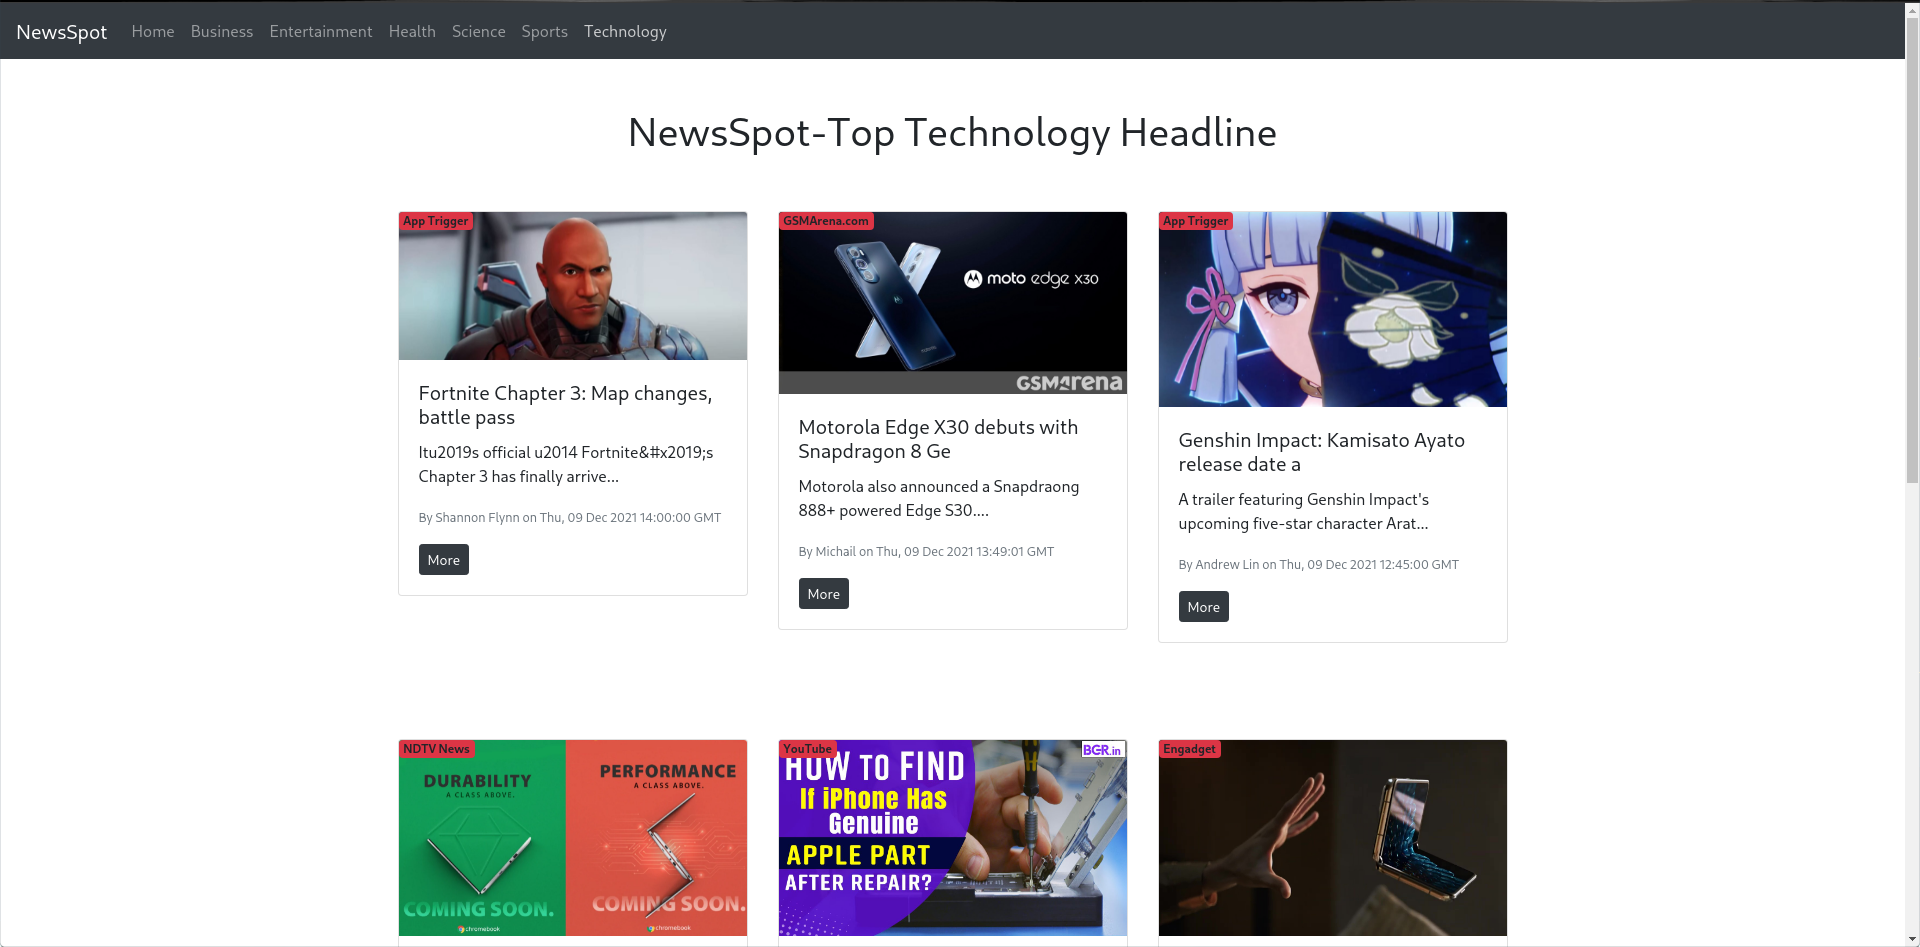 NewsSpot Home Business Entertainment Health Science Sports Technology
NewsSpot-Top Technology Headline
App Trigger
Fortnite Chapter 3: Map changes,
battle pass
Itu2019s official u2014 Fortnite&#x2019;s
Chapter 3 has finally arrive...
By Shannon Flynn on Thu, 09 Dec 2021 14:00:00 GMT
More
GSMArena.com
moto edge x30
GSMArena
Motorola Edge X30 debuts with
Snapdragon 8 Ge
Motorola also announced a Snapdraong
888+ powered Edge S30....
By Michail on Thu, 09 Dec 2021 13:49:01 GMT
More
App Trigger
Genshin Impact: Kamisato Ayato
release date a
A trailer featuring Genshin Impact's
upcoming five-star character Arat...
By Andrew Lin on Thu, 09 Dec 2021 12:45:00 GMT
More
NDTV News
DURABILITY
A CLASS ABOVE.
COMING SOON.
chromebook
PERFORMANCE
A CLASS ABOVE.
COMING SOON.
chromebook
YouTube
BGR.in
HOW TO FIND
If iPhone Has
Genuine
APPLE PART
AFTER REPAIR?
Engadget